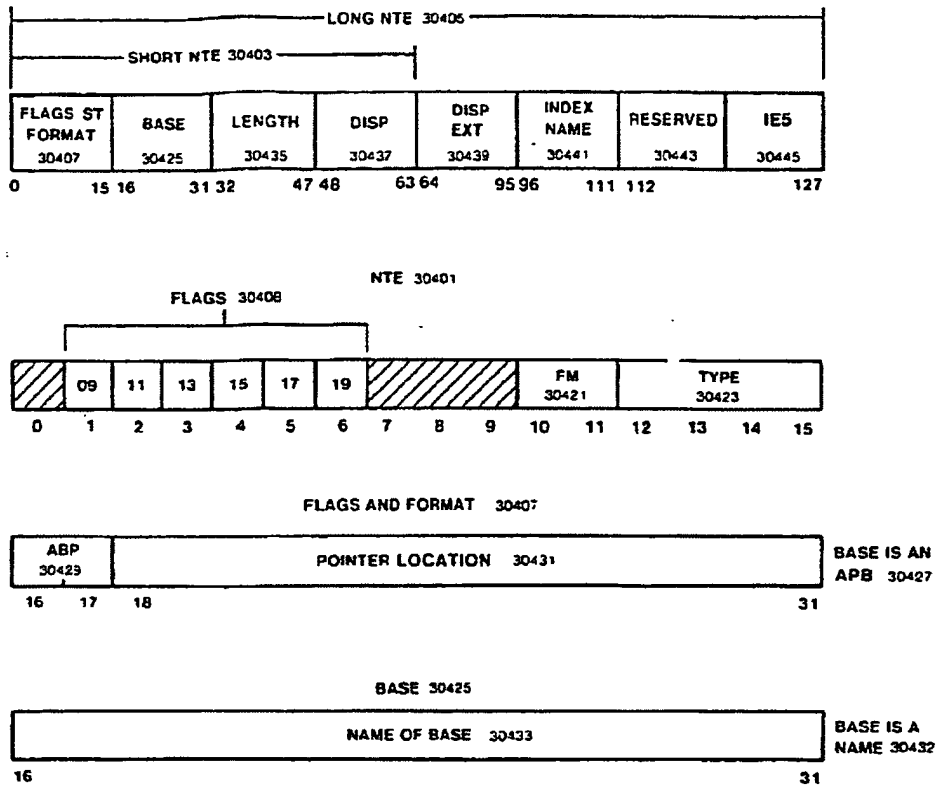 LONG NTE 30405
SHORT NTE 30403
FLAGS ST FORMAT 30407
BASE 30425
LENGTH 30435
DISP 30437
DISP EXT 30439
INDEX NAME 30441
RESERVED 30443
IES 30445
0 15 16 31 32 47 48 63 64 95 96 111 112 127
NTE 30401
FLAGS 30408
09 11 13 15 17 19
FM 30421
TYPE 30423
0 1 2 3 4 5 6 7 8 9 10 11 12 13 14 15
FLAGS AND FORMAT 30407
ABP 30429
POINTER LOCATION 30431
BASE IS AN
APB 30427
16 17 18 31
BASE 30425
NAME OF BASE 30433
BASE IS A
NAME 30432
16 31